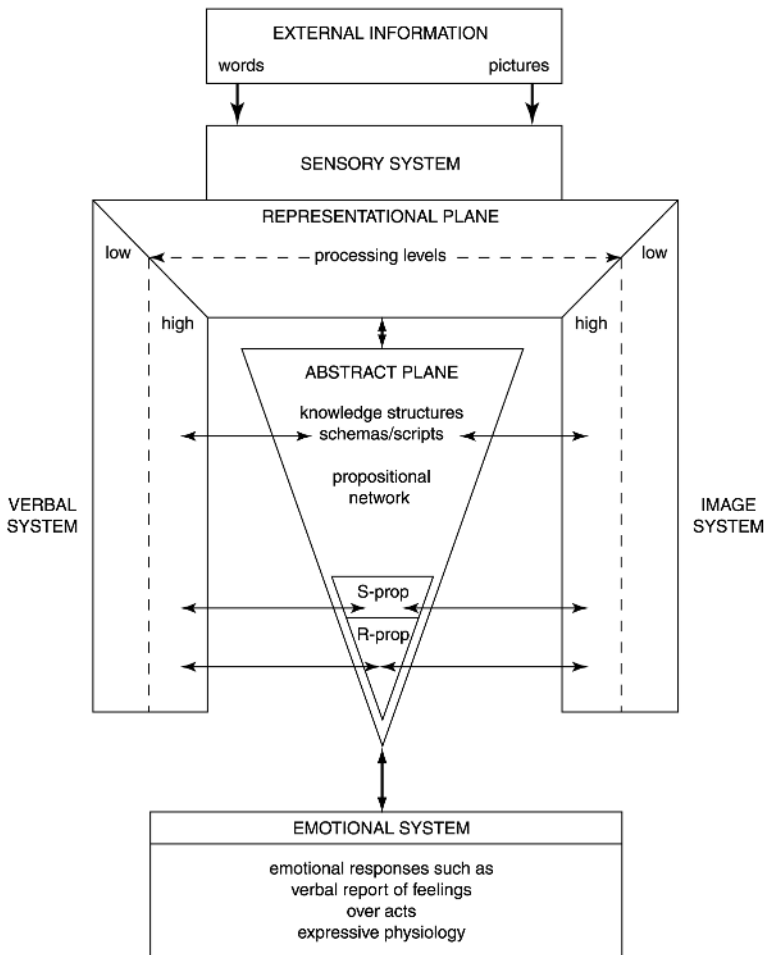 EXTERNAL INFORMATION
words
pictures
SENSORY SYSTEM
REPRESENTATIONAL PLANE
low
processing levels
low
high
high
ABSTRACT PLANE
knowledge structures
schemas/scripts
propositional
network
VERBAL
SYSTEM
IMAGE
SYSTEM
S-prop
R-prop
EMOTIONAL SYSTEM
emotional responses such as
verbal report of feelings
over acts
expressive physiology